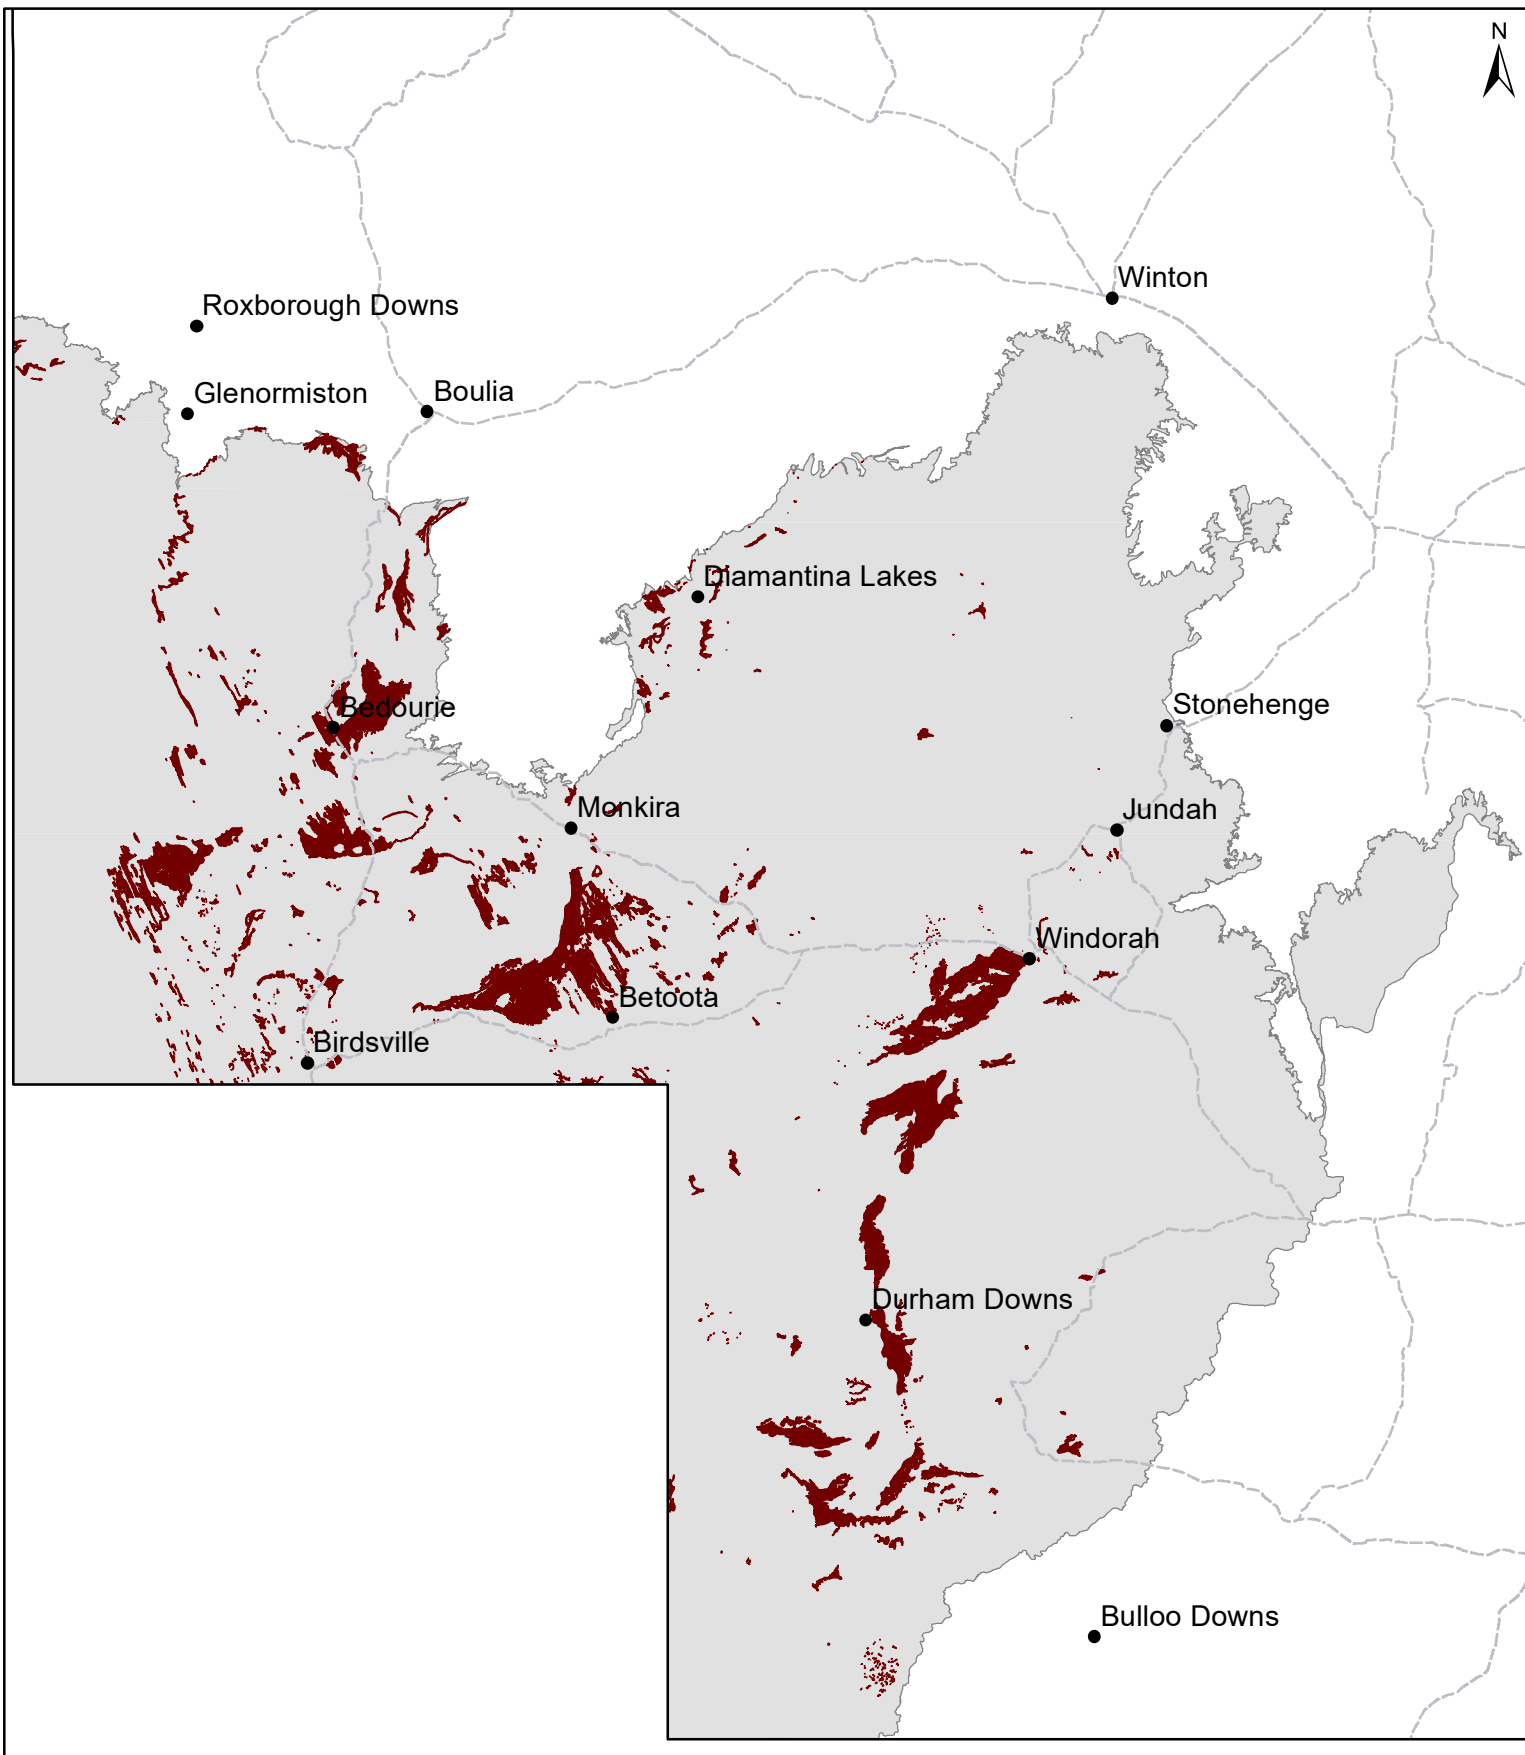 N
Winton
Roxborough Downs
Glenormiston
Boulia
Diamantina Lakes
Bedourie
Stonehenge
Monkira
Jundah
Windorah
Betoota
Birdsville
Durham Downs
Bulloo Downs